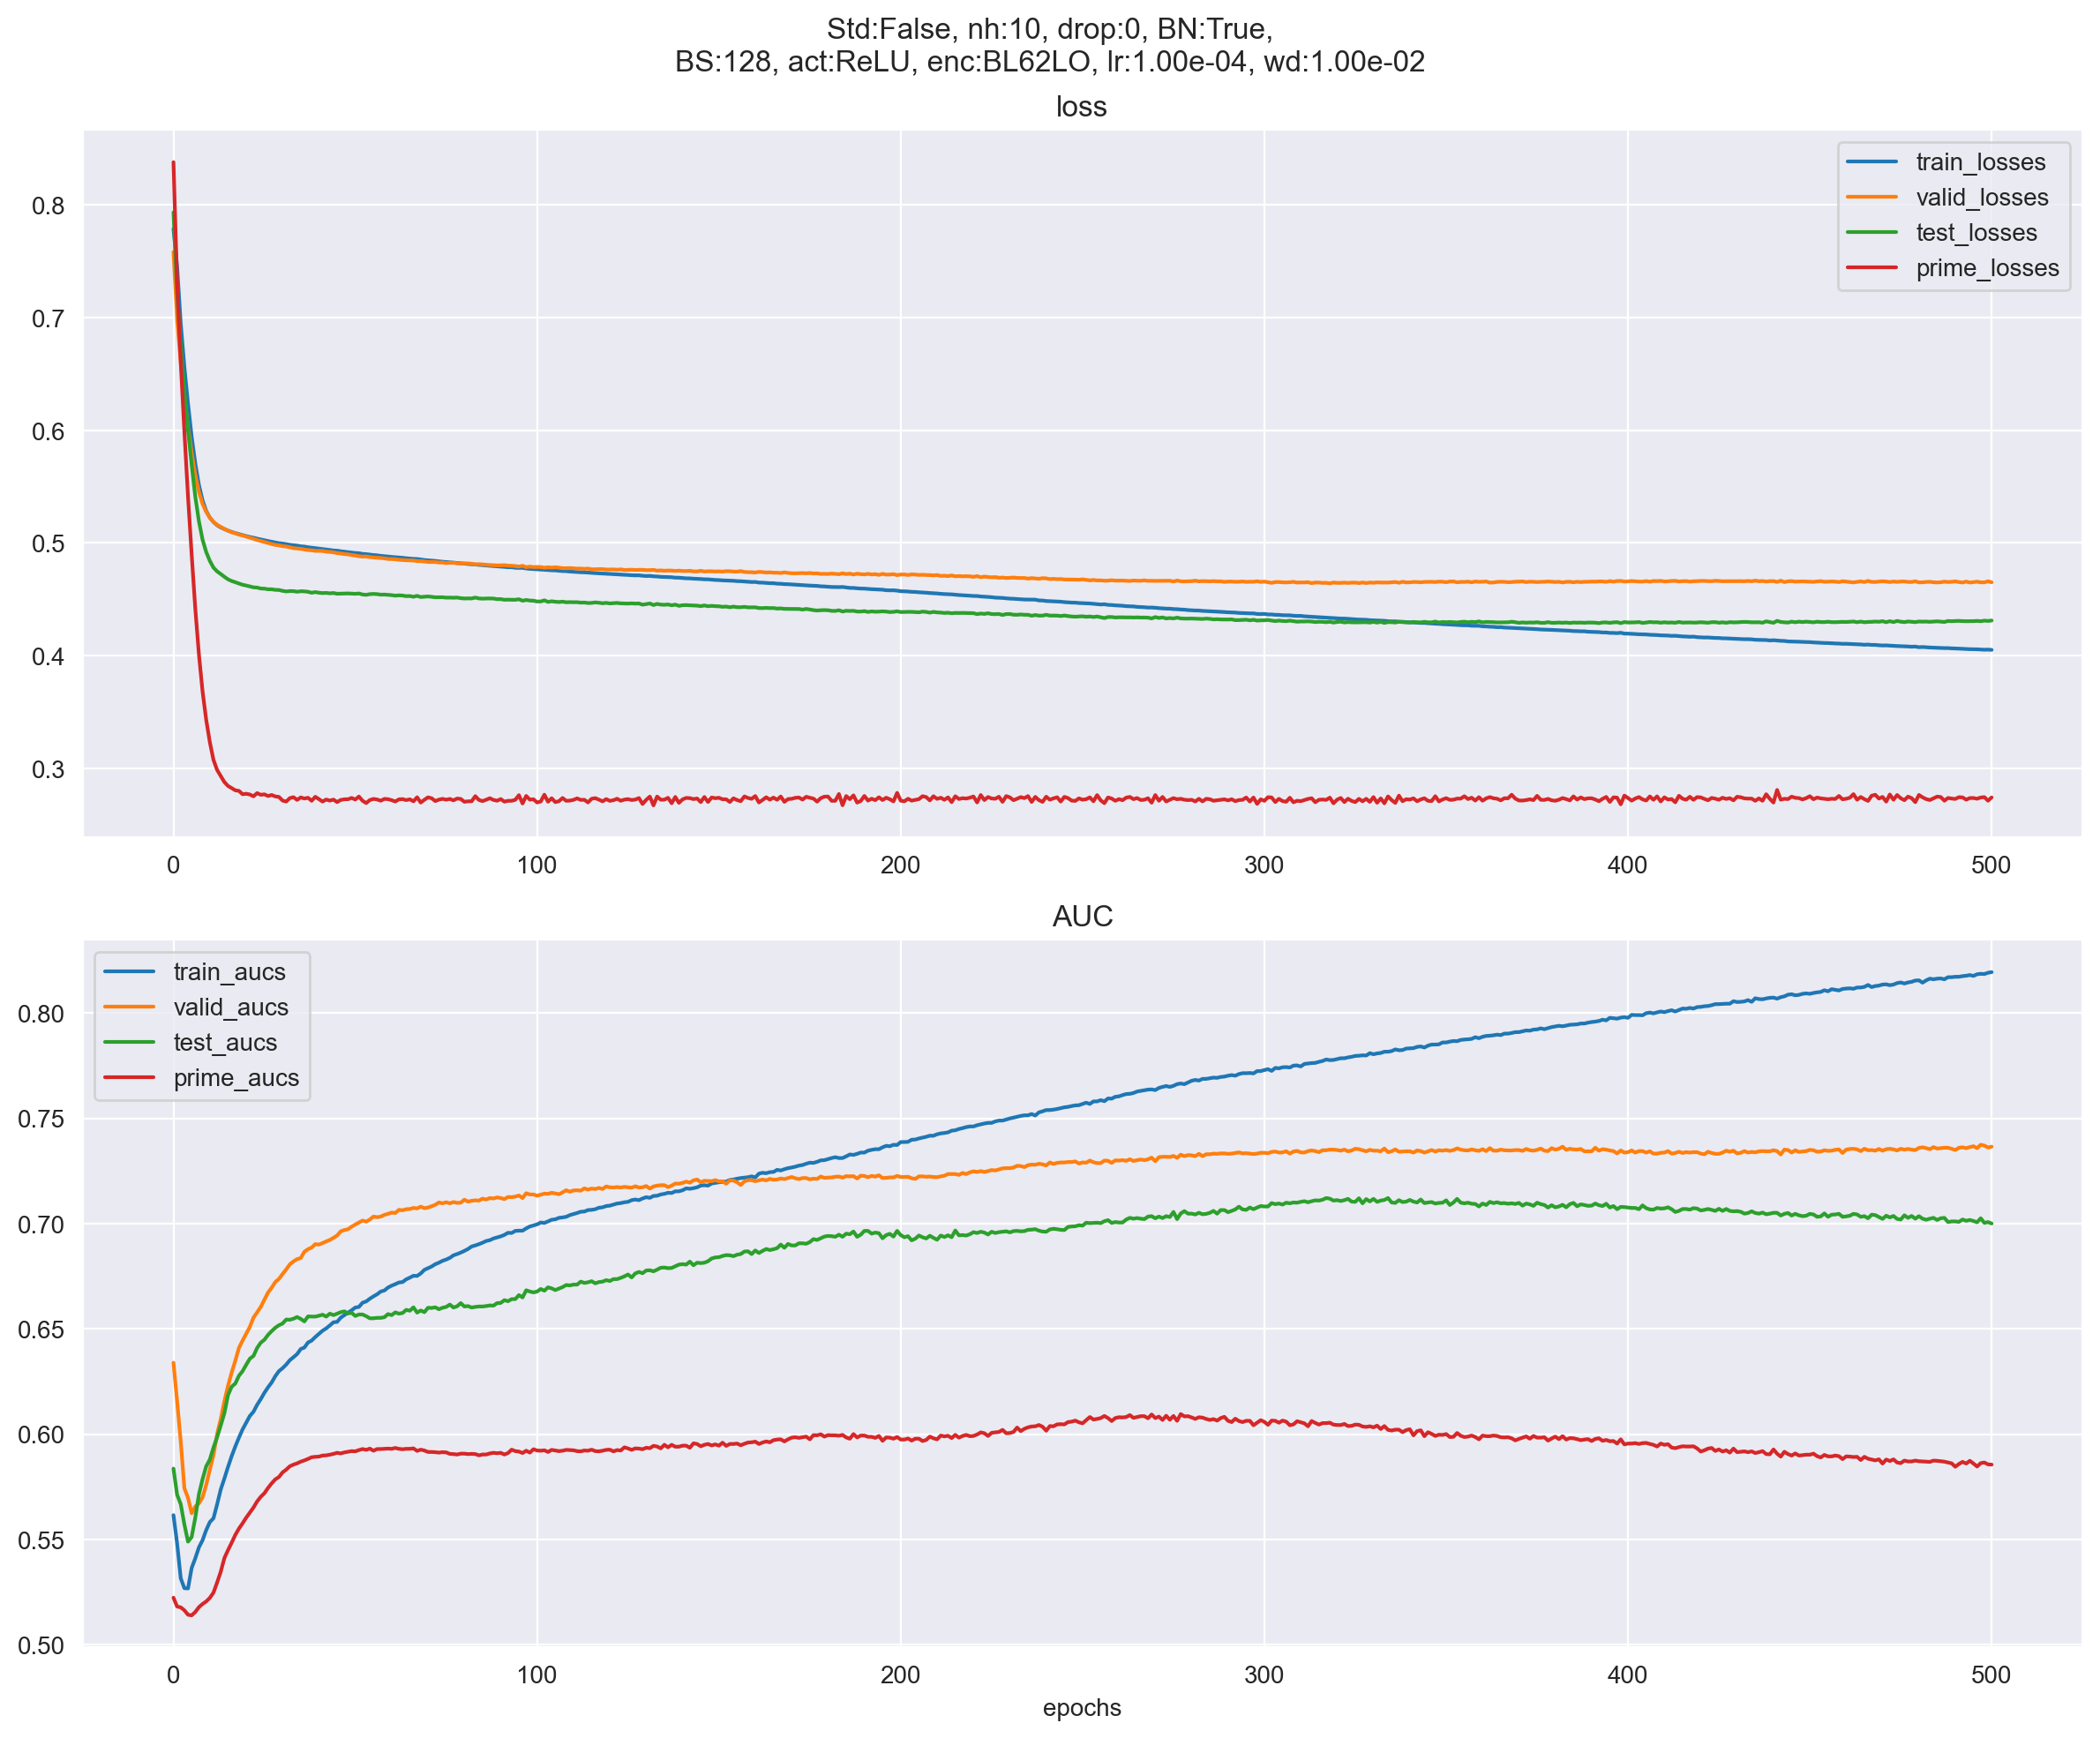 Std:False, nh:10, drop:0, BN:True,
BS:128, act:ReLU, enc:BL62LO, lr:1.00e-04, wd:1.00e-02
loss
train_losses
valid_losses
test_losses
prime_losses
0.8
0.7
0.6
0.5
0.4
0.3
0 100 200 300 400 500
AUC
train_aucs
valid_aucs
test_aucs
prime_aucs
0.80
0.75
0.70
0.65
0.60
0.55
0.50
0 100 200 300 400 500
epochs